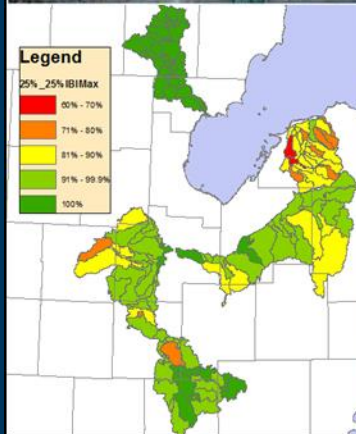 Legend
25%_25%IBIMax
60% - 70%
71% - 80%
81% - 90%
91% - 99.9%
100%